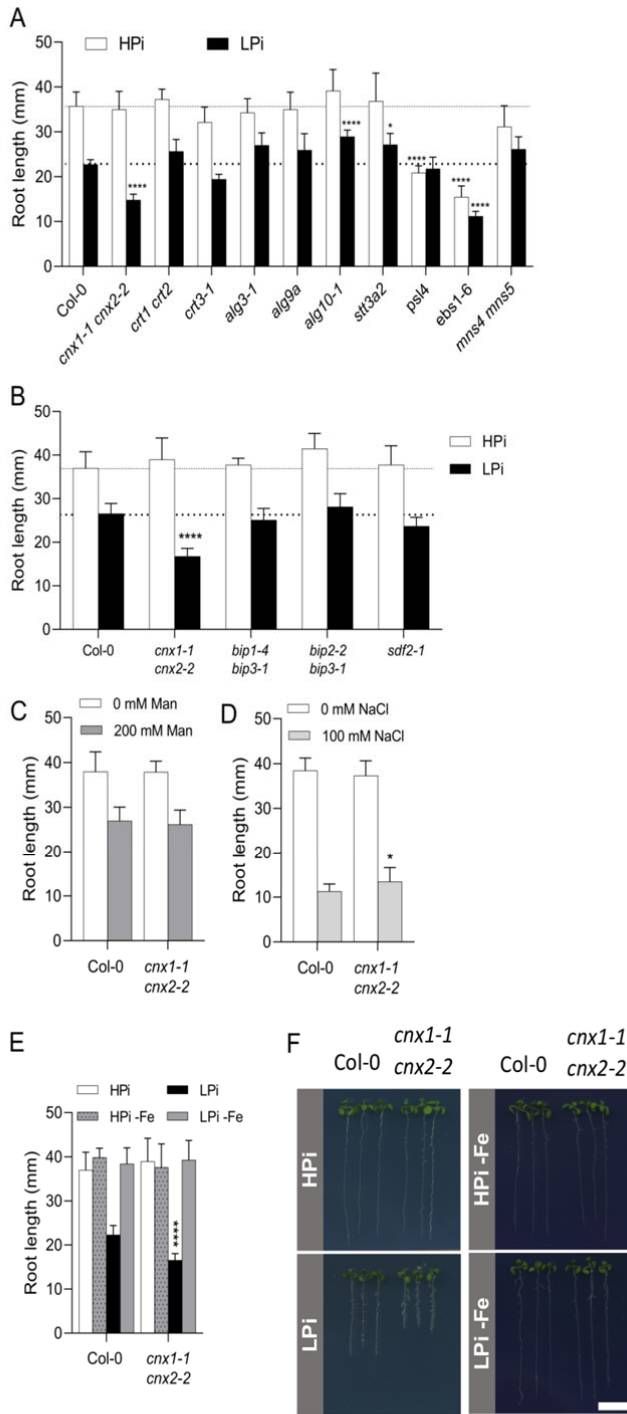 A
HPi
LPi
Root length (mm)
50
40
30
20
10
0
****
****
*
****
****
****
Col-0
cnx1-1 cnx2-2
crt1 crt2
crt3-1
alg3-1
alg9a
alg10-1
stt3a2
psl4
ebs1-6
mns4 mns5
B
Root length (mm)
50
40
30
20
10
0
HPi
LPi
****
Col-0
cnx1-1
cnx2-2
bip1-4
bip3-1
bip2-2
bip3-1
sdf2-1
C
0 mM Man
200 mM Man
Root length (mm)
50
40
30
20
10
0
Col-0
cnx1-1
cnx2-2
D
0 mM NaCl
100 mM NaCl
Root length (mm)
50
40
30
20
10
0
*
Col-0
cnx1-1
cnx2-2
E
HPi
LPi
HPi -Fe
LPi -Fe
Root length (mm)
50
40
30
20
10
0
****
Col-0
cnx1-1
cnx2-2
F
Col-0
cnx1-1
cnx2-2
Col-0
cnx1-1
cnx2-2
HPi
HPi -Fe
LPi
LPi -Fe